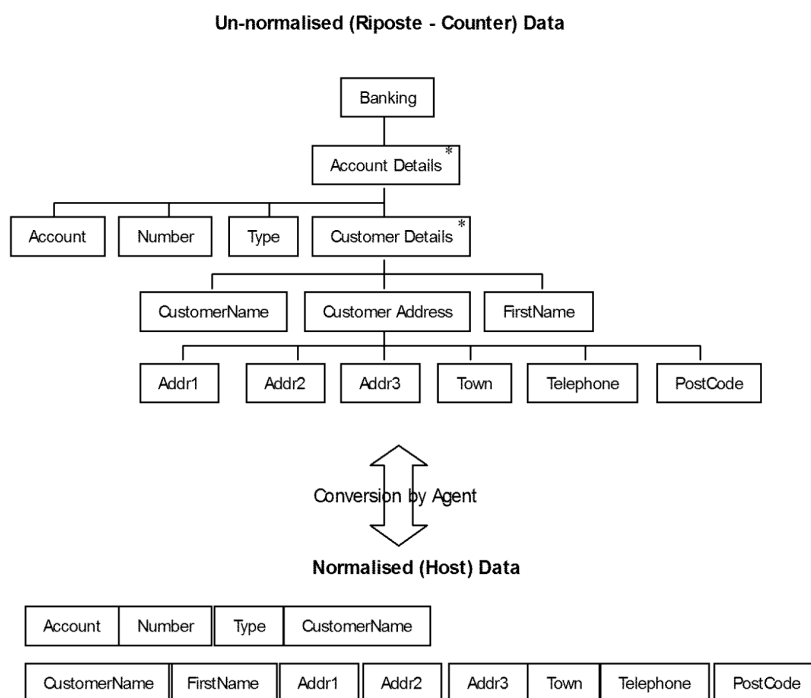 Un-normalised (Riposte - Counter) Data
Banking
Account Details *
Account Number Type Customer Details *
CustomerName Customer Address FirstName
Addr1 Addr2 Addr3 Town Telephone PostCode
Conversion by Agent
Normalised (Host) Data
Account Number Type CustomerName
CustomerName FirstName Addr1 Addr2 Addr3 Town Telephone PostCode